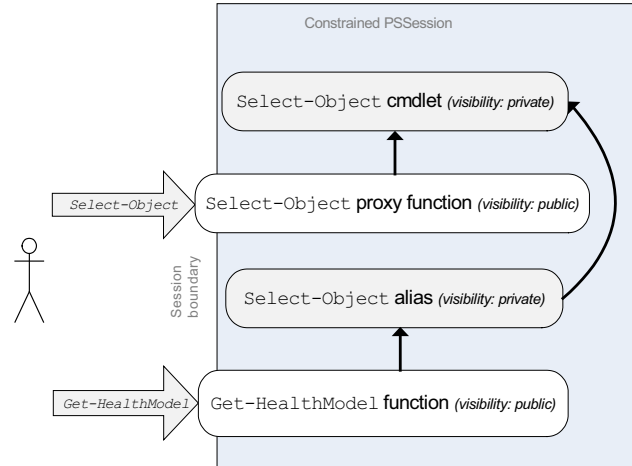 Constrained PSSession
Select-Object cmdlet (visibility: private)
Select-Object
Select-Object proxy function (visibility: public)
Session
boundary
Select-Object alias (visibility: private)
Get-HealthModel
Get-HealthModel function (visibility: public)